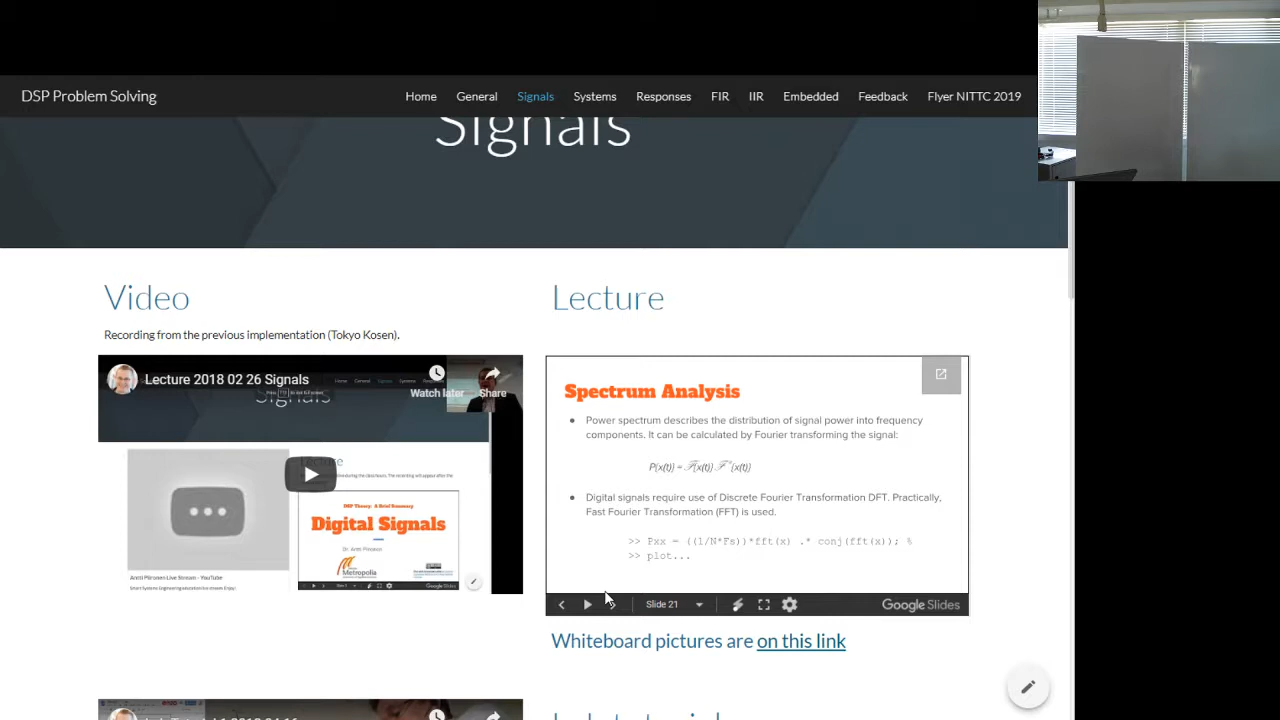 DSP Problem Solving
Home General Signals Systems Responses FIR IIR Embedded Feedback Flyer NITTC 2019
Signals
Video
Recording from the previous implementation (Tokyo Kosen).
Lecture 2018 02 26 Signals
Watch later Share
Digital Signals
Metropolia
Lecture
Spectrum Analysis
● Power spectrum describes the distribution of signal power into frequency
components. It can be calculated by Fourier transforming the signal:
P(x(t)) = ℱ{x(t)} ℱ*{x(t)}
● Digital signals require use of Discrete Fourier Transformation DFT. Practically,
Fast Fourier Transformation (FFT) is used.
>> Pxx = ((1/N*Fs))*fft(x) .* conj(fft(x)); %
>> plot...
Slide 21
Google Slides
Whiteboard pictures are on this link